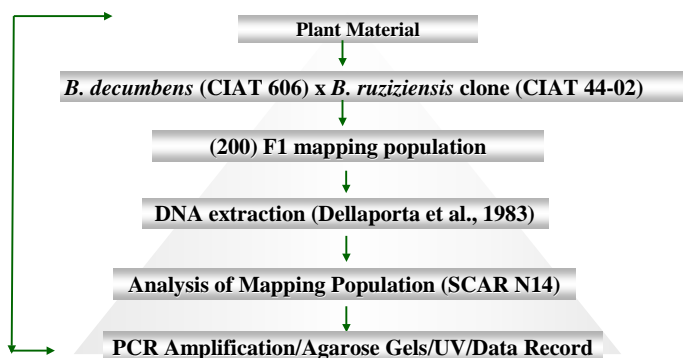 Plant Material
B. decumbens (CIAT 606) x B. ruziziensis clone (CIAT 44-02)
(200) F1 mapping population
DNA extraction (Dellaporta et al., 1983)
Analysis of Mapping Population (SCAR N14)
PCR Amplification/Agarose Gels/UV/Data Record